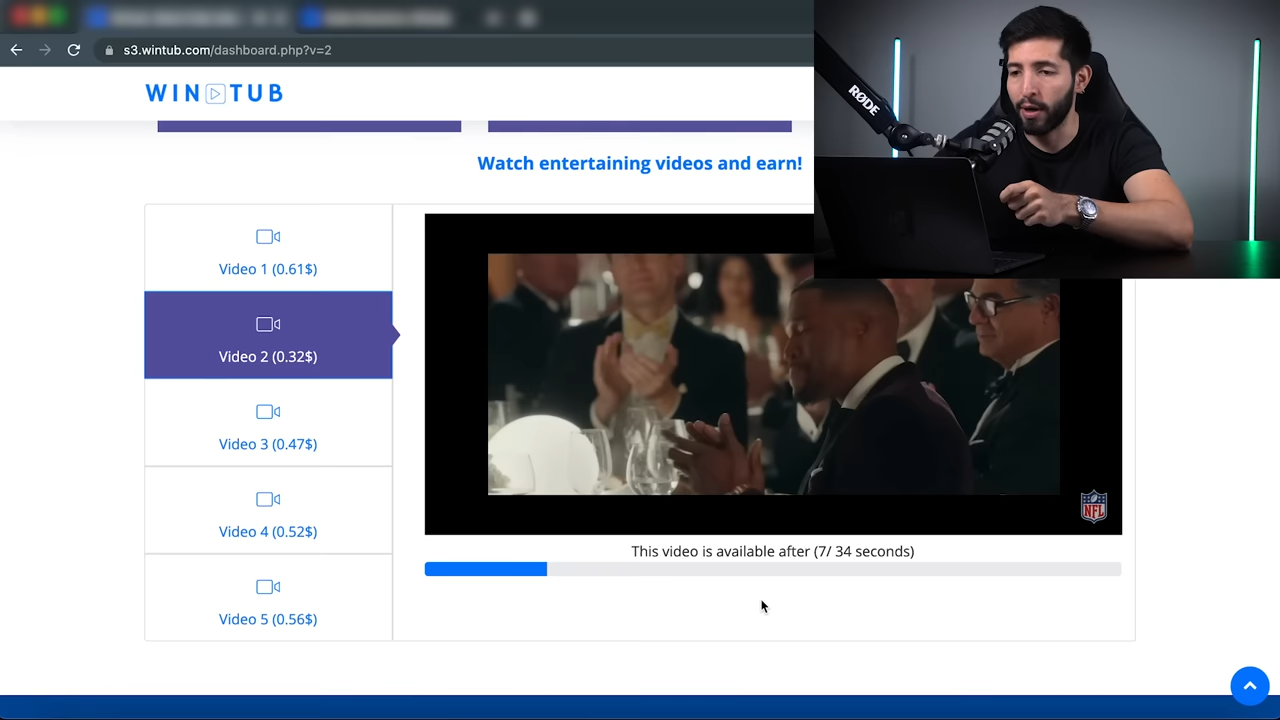 s3.wintub.com/dashboard.php?v=2
WIN TUB
RØDE
Watch entertaining videos and earn!
Video 1 (0.61$)
Video 2 (0.32$)
Video 3 (0.47$)
Video 4 (0.52$)
Video 5 (0.56$)
NFL
This video is available after (7/ 34 seconds)